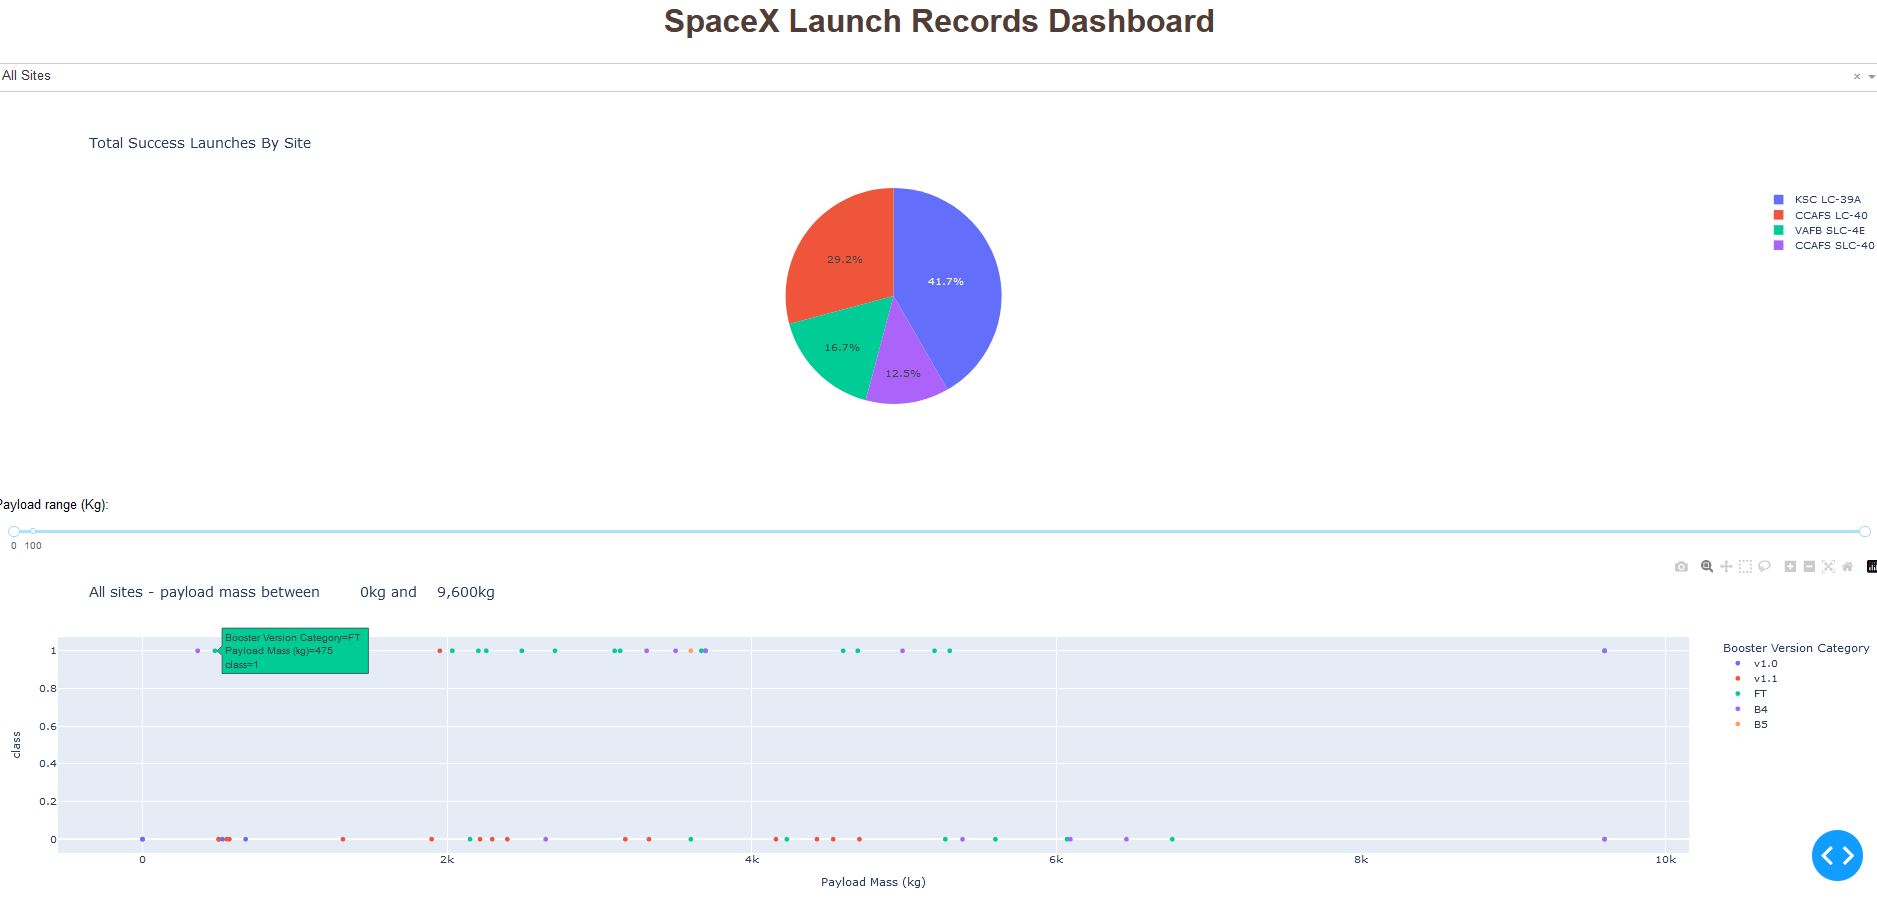 SpaceX Launch Records Dashboard
All Sites
Total Success Launches By Site
KSC LC-39A
CCAFS LC-40
VAFB SLC-4E
CCAFS SLC-40
29.2%
41.7%
16.7%
12.5%
Payload range (Kg):
0 100
All sites - payload mass between 0kg and 9,600kg
Booster Version Category=FT
Payload Mass (kg)=475
class=1
1
0.8
0.6
0.4
0.2
0
class
0 2k 4k 6k 8k 10k
Payload Mass (kg)
Booster Version Category
v1.0
v1.1
FT
B4
B5